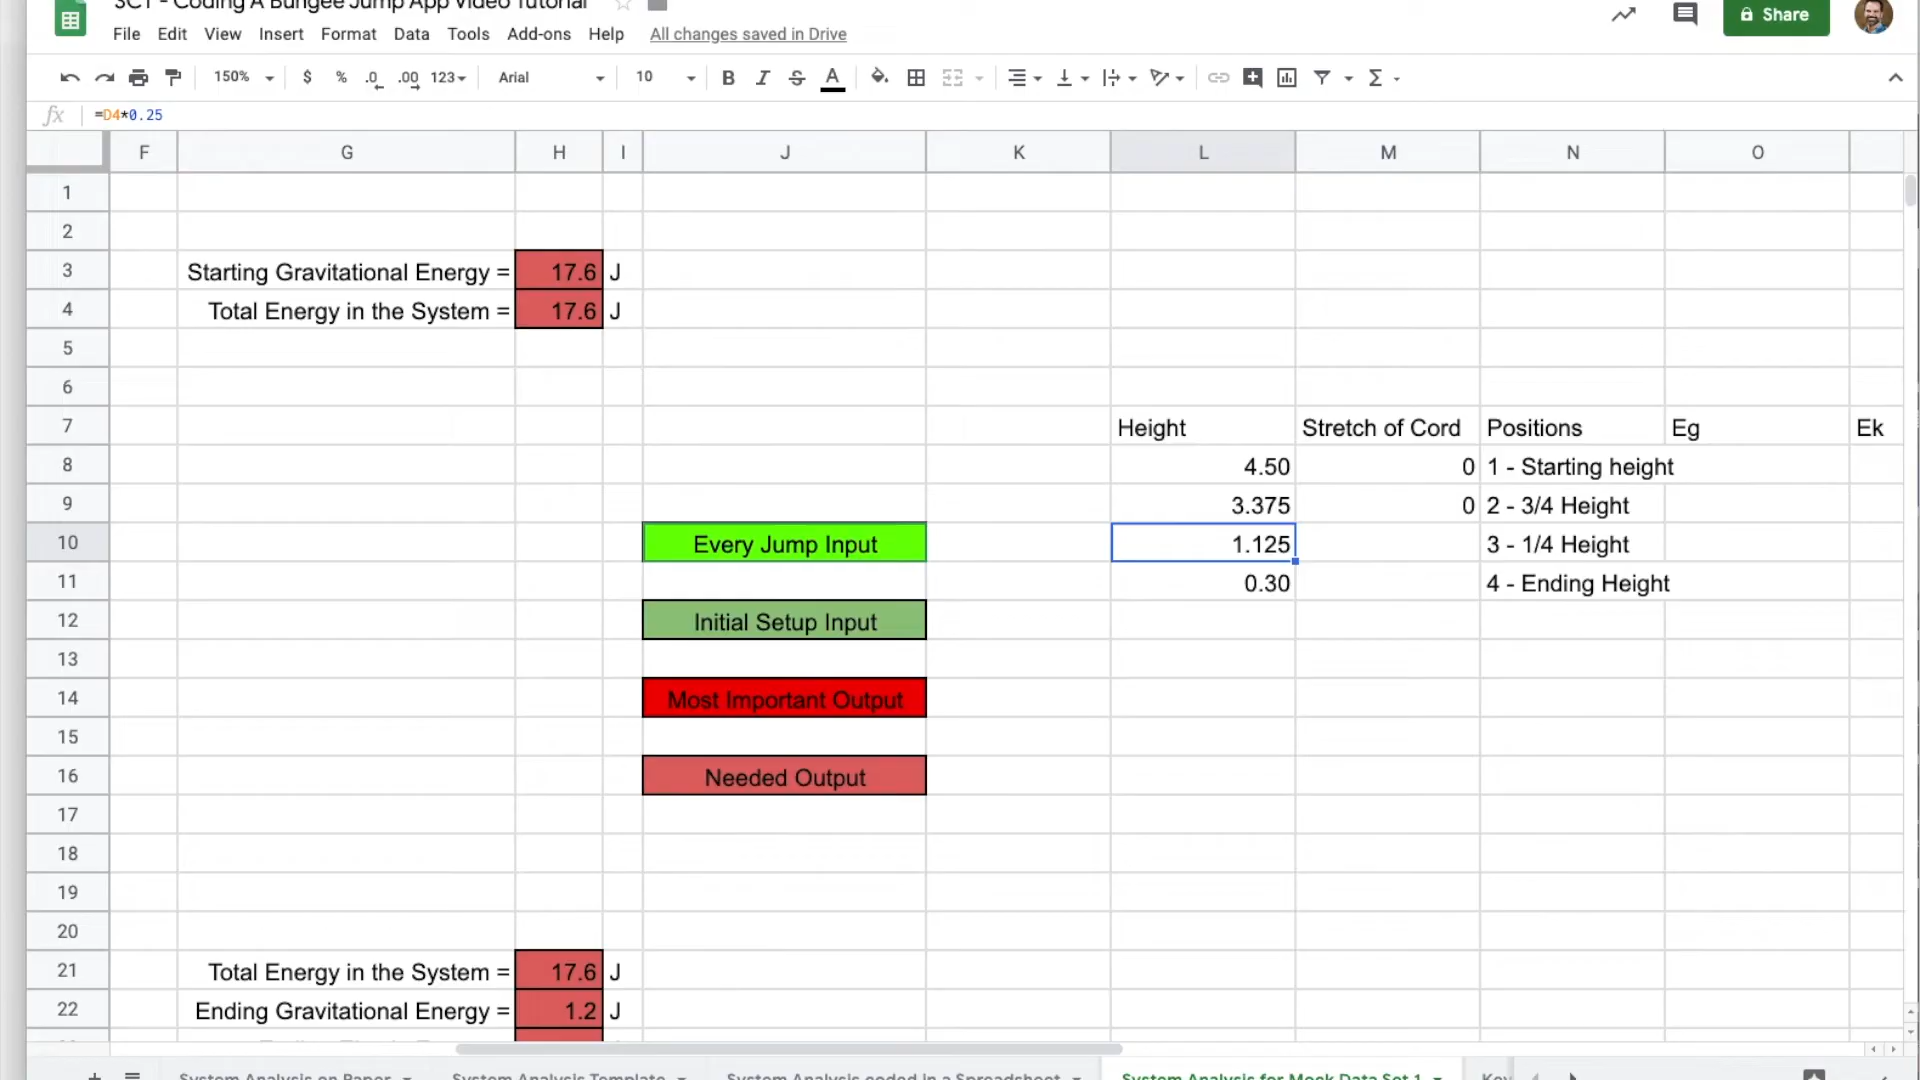 SCT - Coding A Bungee Jump App Video Tutorial
File Edit View Insert Format Data Tools Add-ons Help All changes saved in Drive
Share
150% $ % .0 .00 123 Arial 10 B I S A Σ
fx =D4*0.25
F G H I J K L M N O
1
2
3 Starting Gravitational Energy = 17.6 J
4 Total Energy in the System = 17.6 J
5
6
7 Height Stretch of Cord Positions Eg Ek
8 4.50 0 1 - Starting height
9 3.375 0 2 - 3/4 Height
10 Every Jump Input 1.125 3 - 1/4 Height
11 0.30 4 - Ending Height
12 Initial Setup Input
13
14 Most Important Output
15
16 Needed Output
17
18
19
20
21 Total Energy in the System = 17.6 J
22 Ending Gravitational Energy = 1.2 J
System Analysis on Paper System Analysis Template System Analysis coded in a Spreadsheet System Analysis for Mock Data Set 1 Key